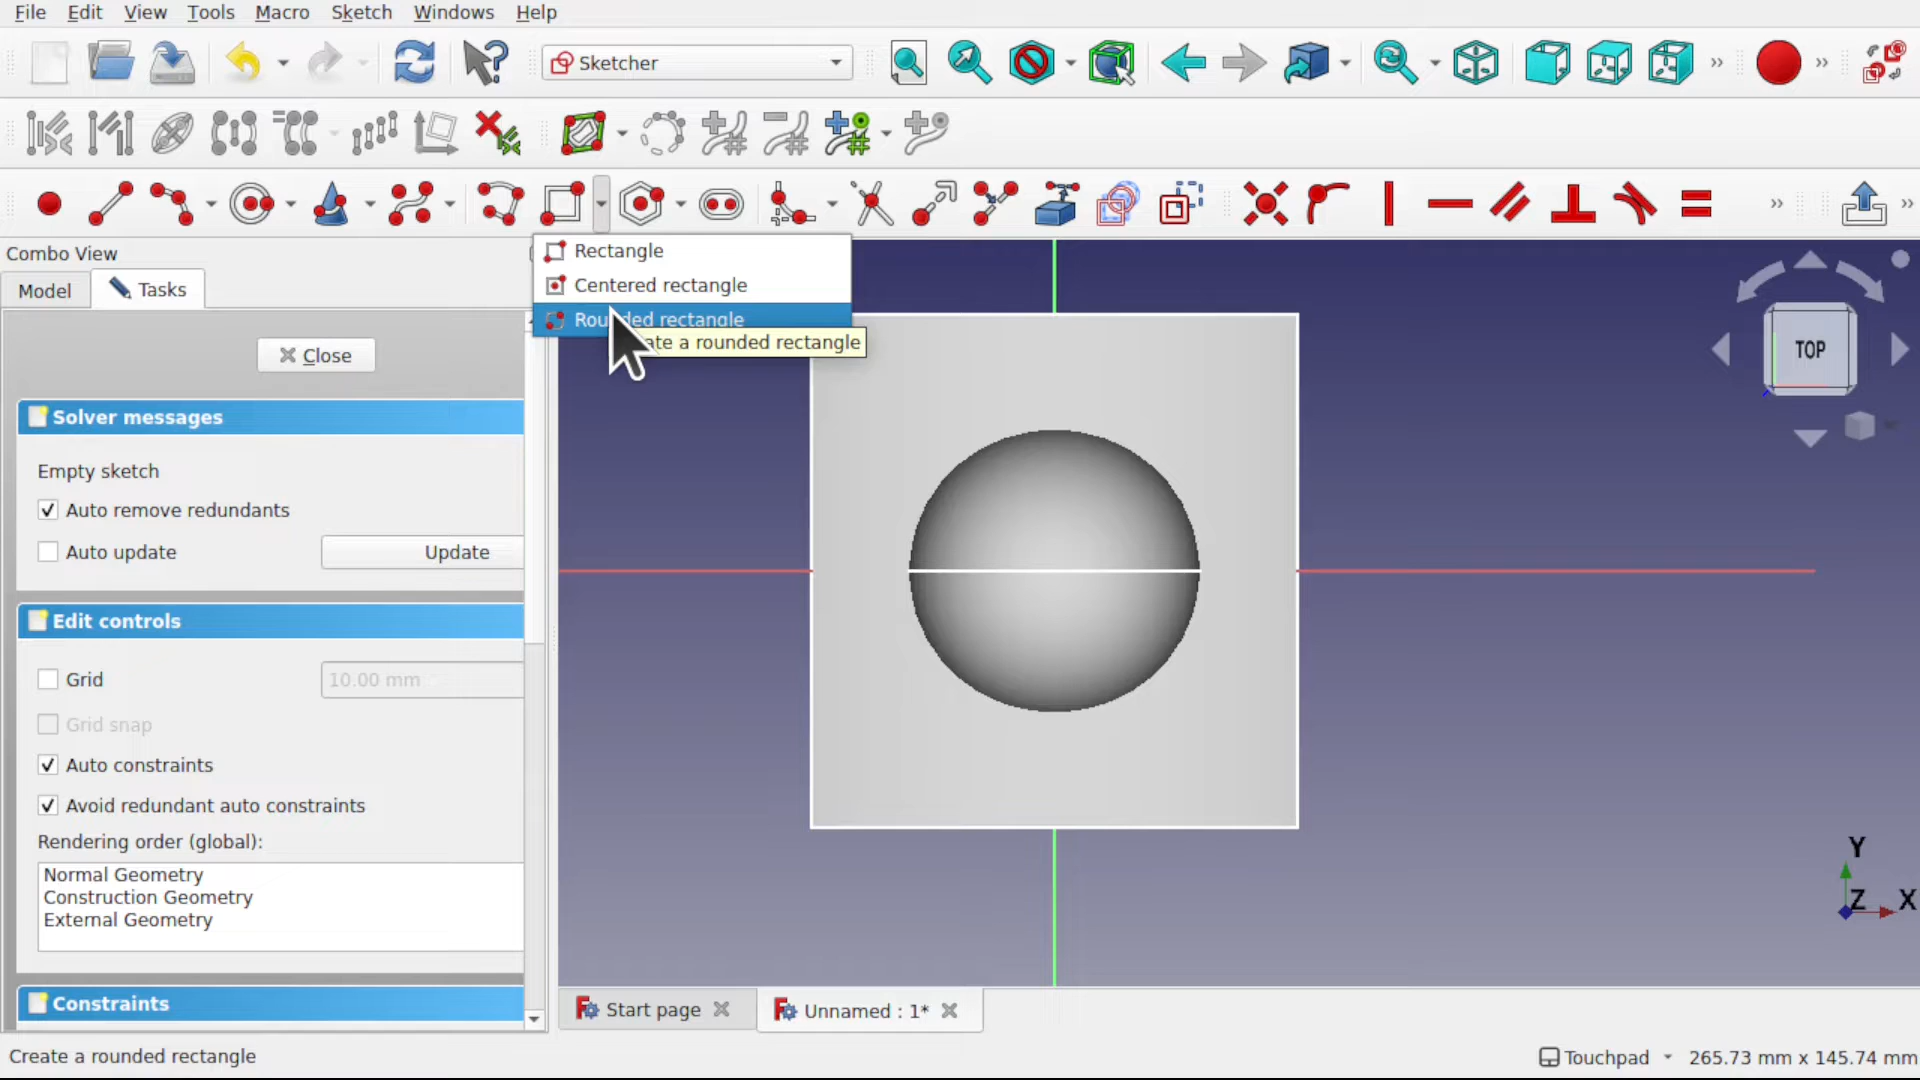 File Edit View Tools Macro Sketch Windows Help
Sketcher
Combo View
Model Tasks
Rectangle
Centered rectangle
Rounded rectangle
ate a rounded rectangle
Close
Solver messages
Empty sketch
Auto remove redundants
Auto update Update
Edit controls
Grid 10.00 mm
Grid snap
Auto constraints
Avoid redundant auto constraints
Rendering order (global):
Normal Geometry
Construction Geometry
External Geometry
Constraints
TOP
Y
Z X
Start page Unnamed : 1*
Create a rounded rectangle
Touchpad 265.73 mm x 145.74 mm